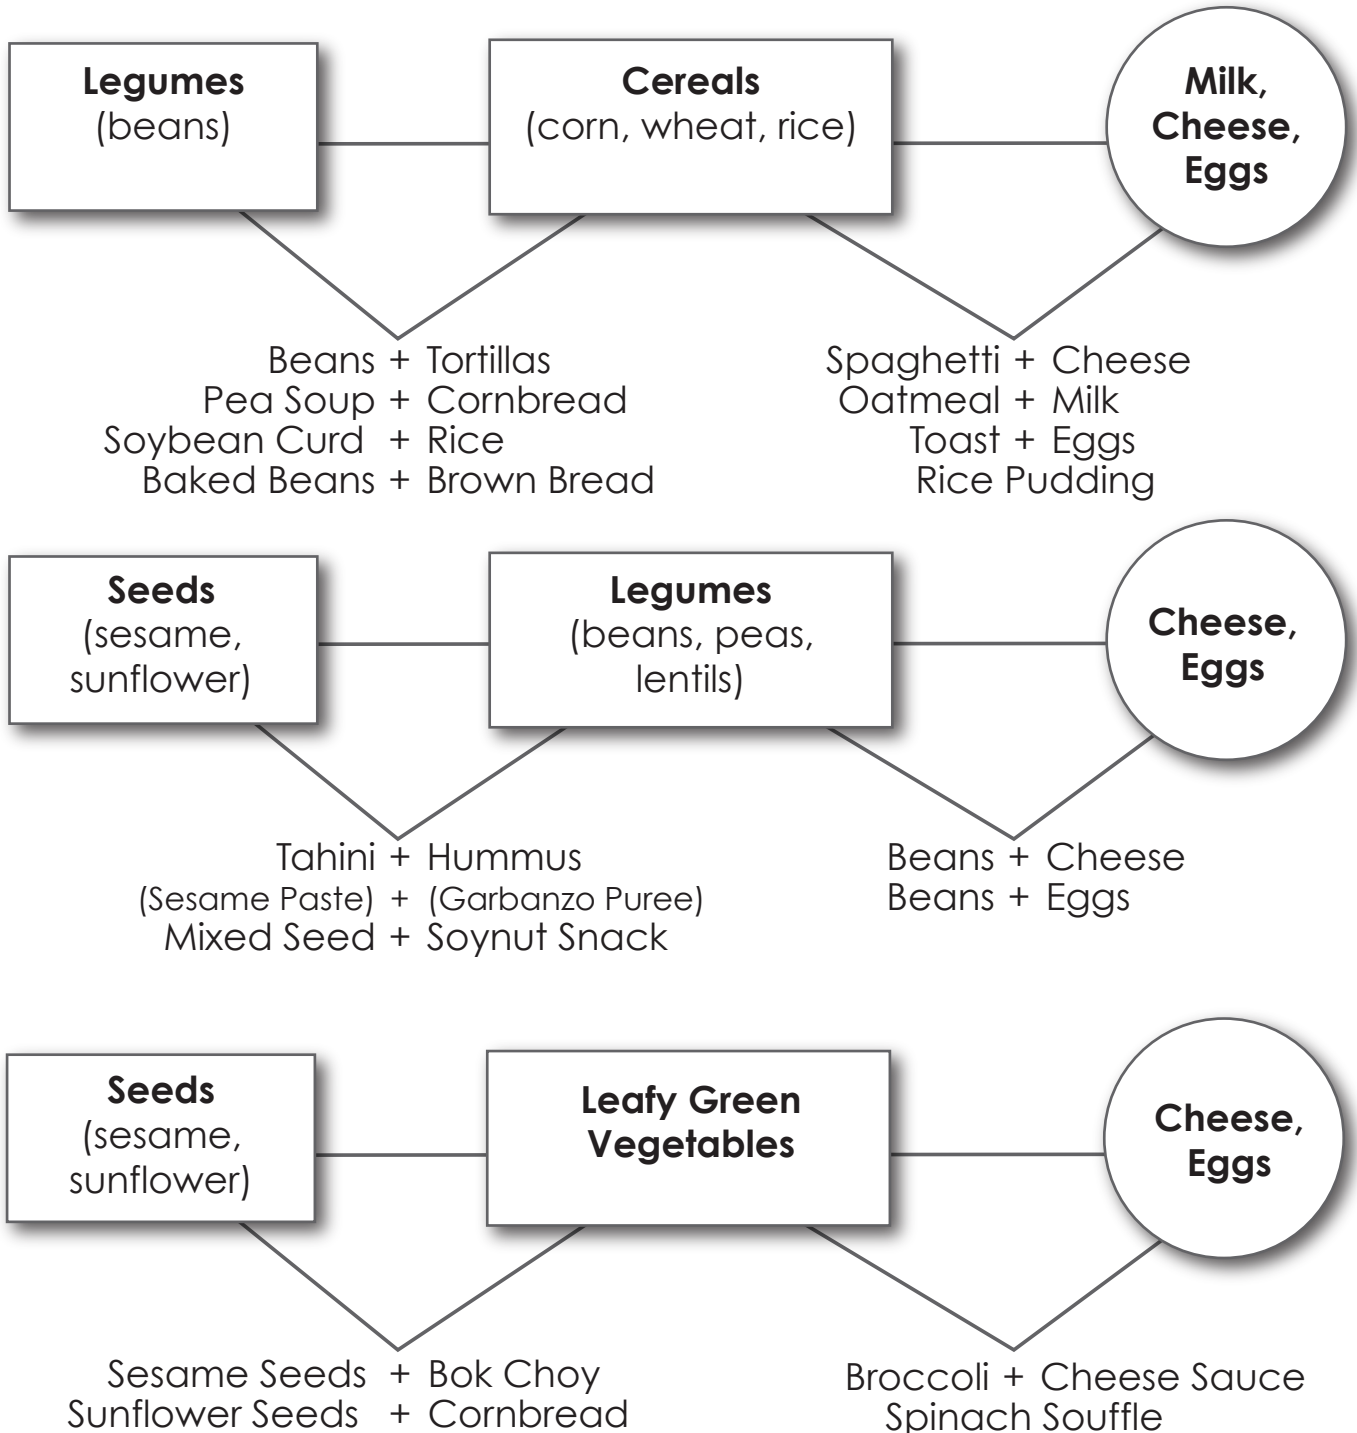 Legumes
(beans)
Cereals
(corn, wheat, rice)
Milk,
Cheese,
Eggs
Beans + Tortillas
Pea Soup + Cornbread
Soybean Curd + Rice
Baked Beans + Brown Bread
Spaghetti + Cheese
Oatmeal + Milk
Toast + Eggs
Rice Pudding
Seeds
(sesame,
sunflower)
Legumes
(beans, peas,
lentils)
Cheese,
Eggs
Tahini + Hummus
(Sesame Paste) + (Garbanzo Puree)
Mixed Seed + Soynut Snack
Beans + Cheese
Beans + Eggs
Seeds
(sesame,
sunflower)
Leafy Green
Vegetables
Cheese,
Eggs
Sesame Seeds + Bok Choy
Sunflower Seeds + Cornbread
Broccoli + Cheese Sauce
Spinach Souffle